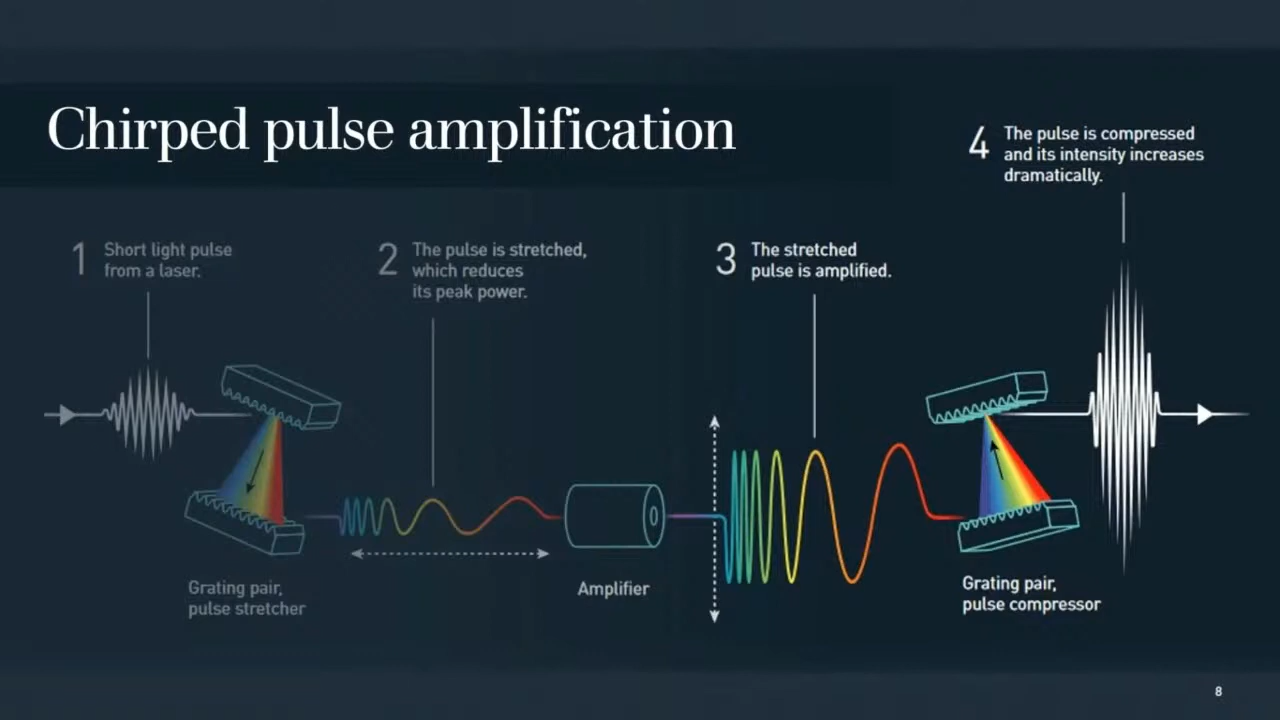 Chirped pulse amplification
1
Short light pulse
from a laser.
2
The pulse is stretched,
which reduces
its peak power.
3
The stretched
pulse is amplified.
4
The pulse is compressed
and its intensity increases
dramatically.
Grating pair,
pulse stretcher
Amplifier
Grating pair,
pulse compressor
8